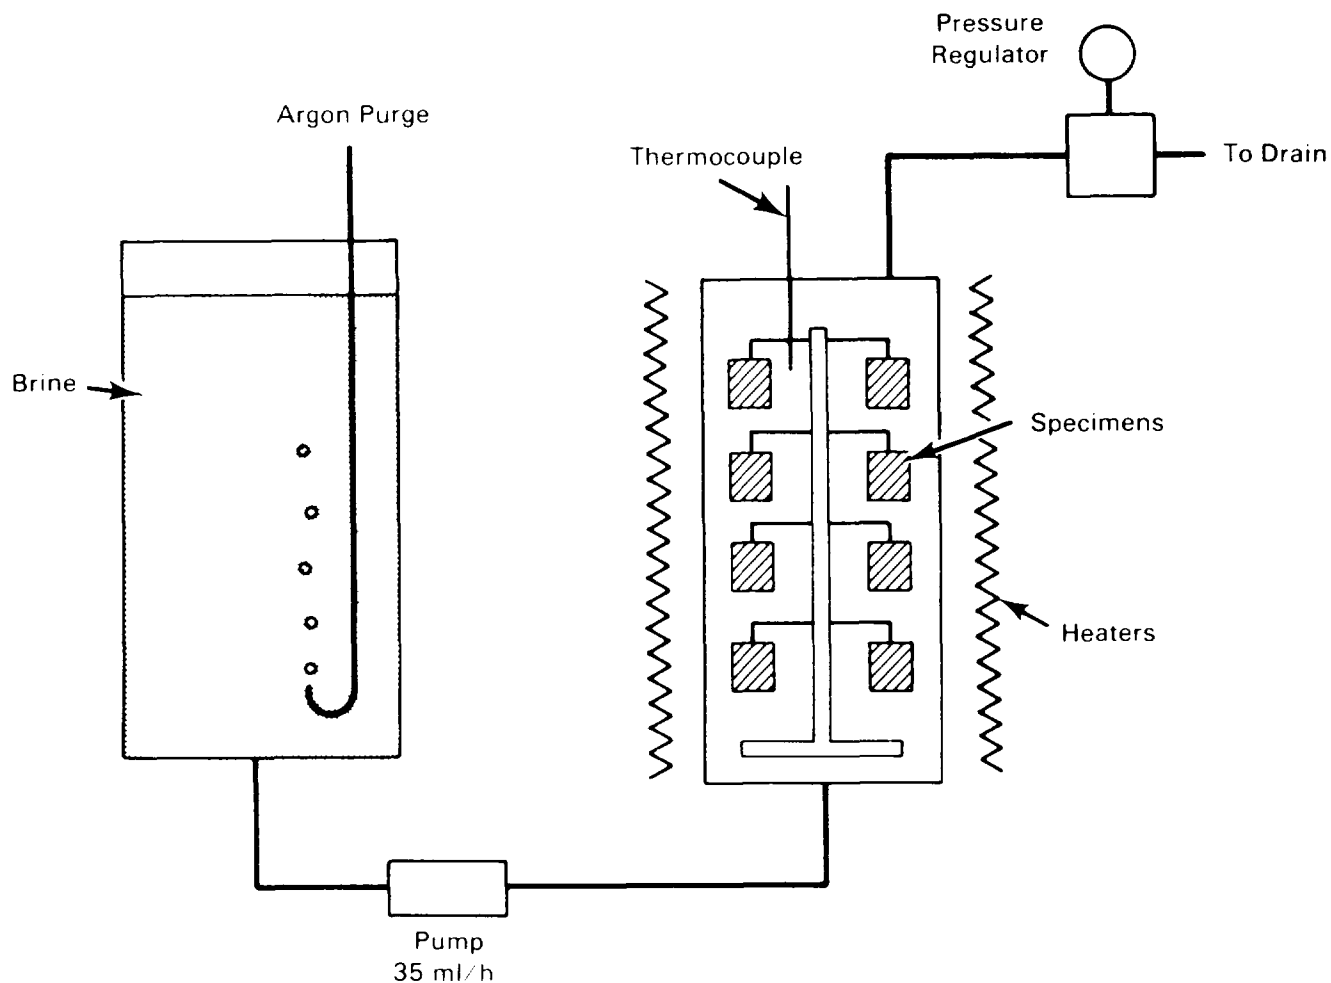 Pressure
Regulator
Argon Purge
Thermocouple
To Drain
Brine
Specimens
Heaters
Pump
35 ml/h